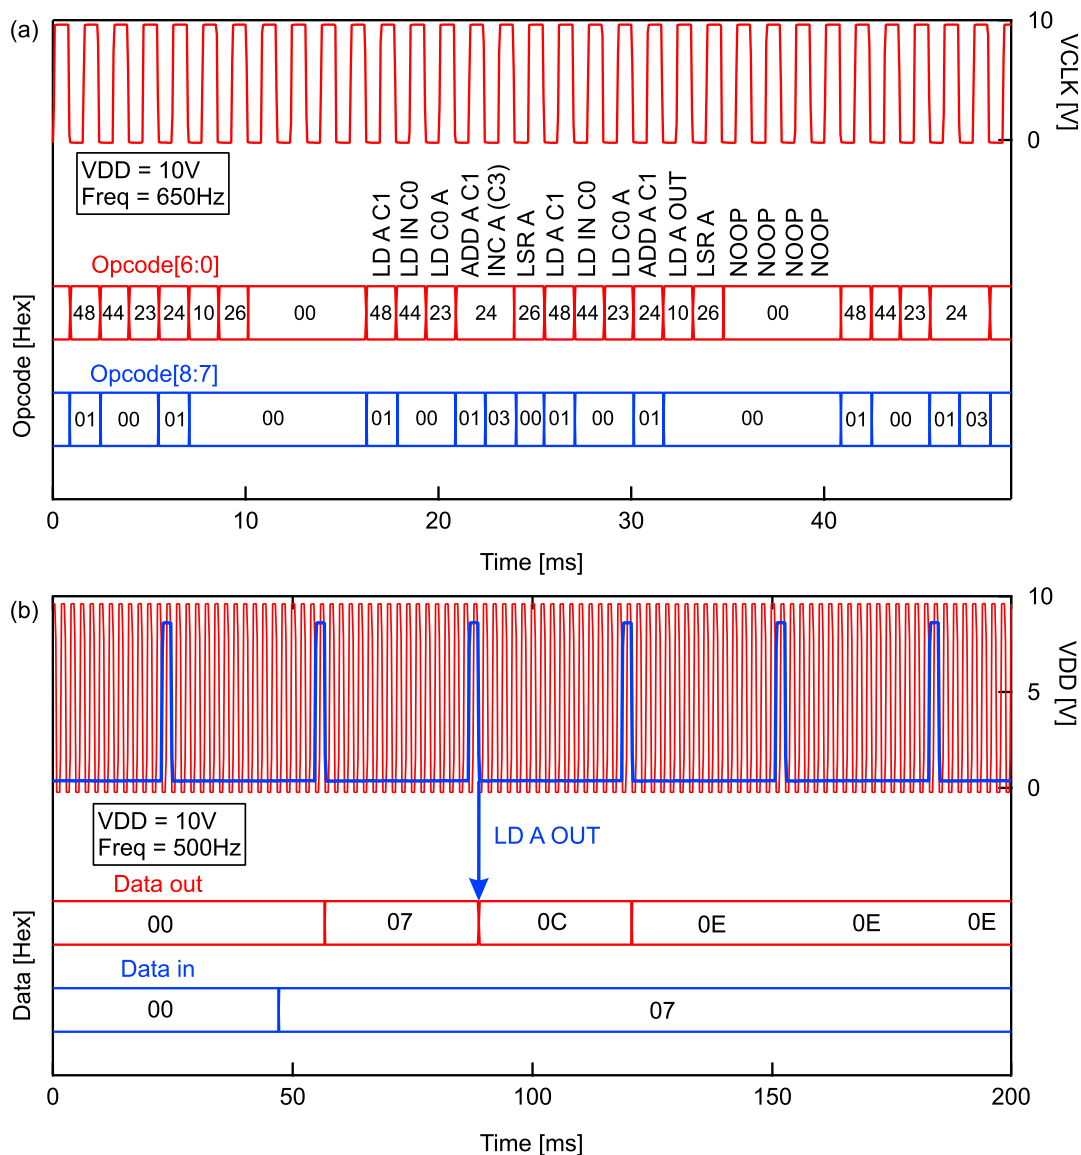 (a)
10
0
VCLK [V]
VDD = 10V
Freq = 650Hz
LD A C1
LD IN C0
LD C0 A
ADD A C1
INC A (C3)
LSR A
LD A C1
LD IN C0
LD C0 A
ADD A C1
LD A OUT
LSR A
NOOP
NOOP
NOOP
NOOP
Opcode [Hex]
Opcode[6:0]
48 44 23 24 10 26 00 48 44 23 24 26 48 44 23 24 10 26 00 48 44 23 24
Opcode[8:7]
01 00 01 00 01 00 01 03 00 01 00 01 00 01 00 01 03
0 10 20 30 40
Time [ms]
(b)
10
5
0
VDD [V]
VDD = 10V
Freq = 500Hz
LD A OUT
Data [Hex]
Data out
00 07 0C 0E 0E 0E
Data in
00 07
0 50 100 150 200
Time [ms]